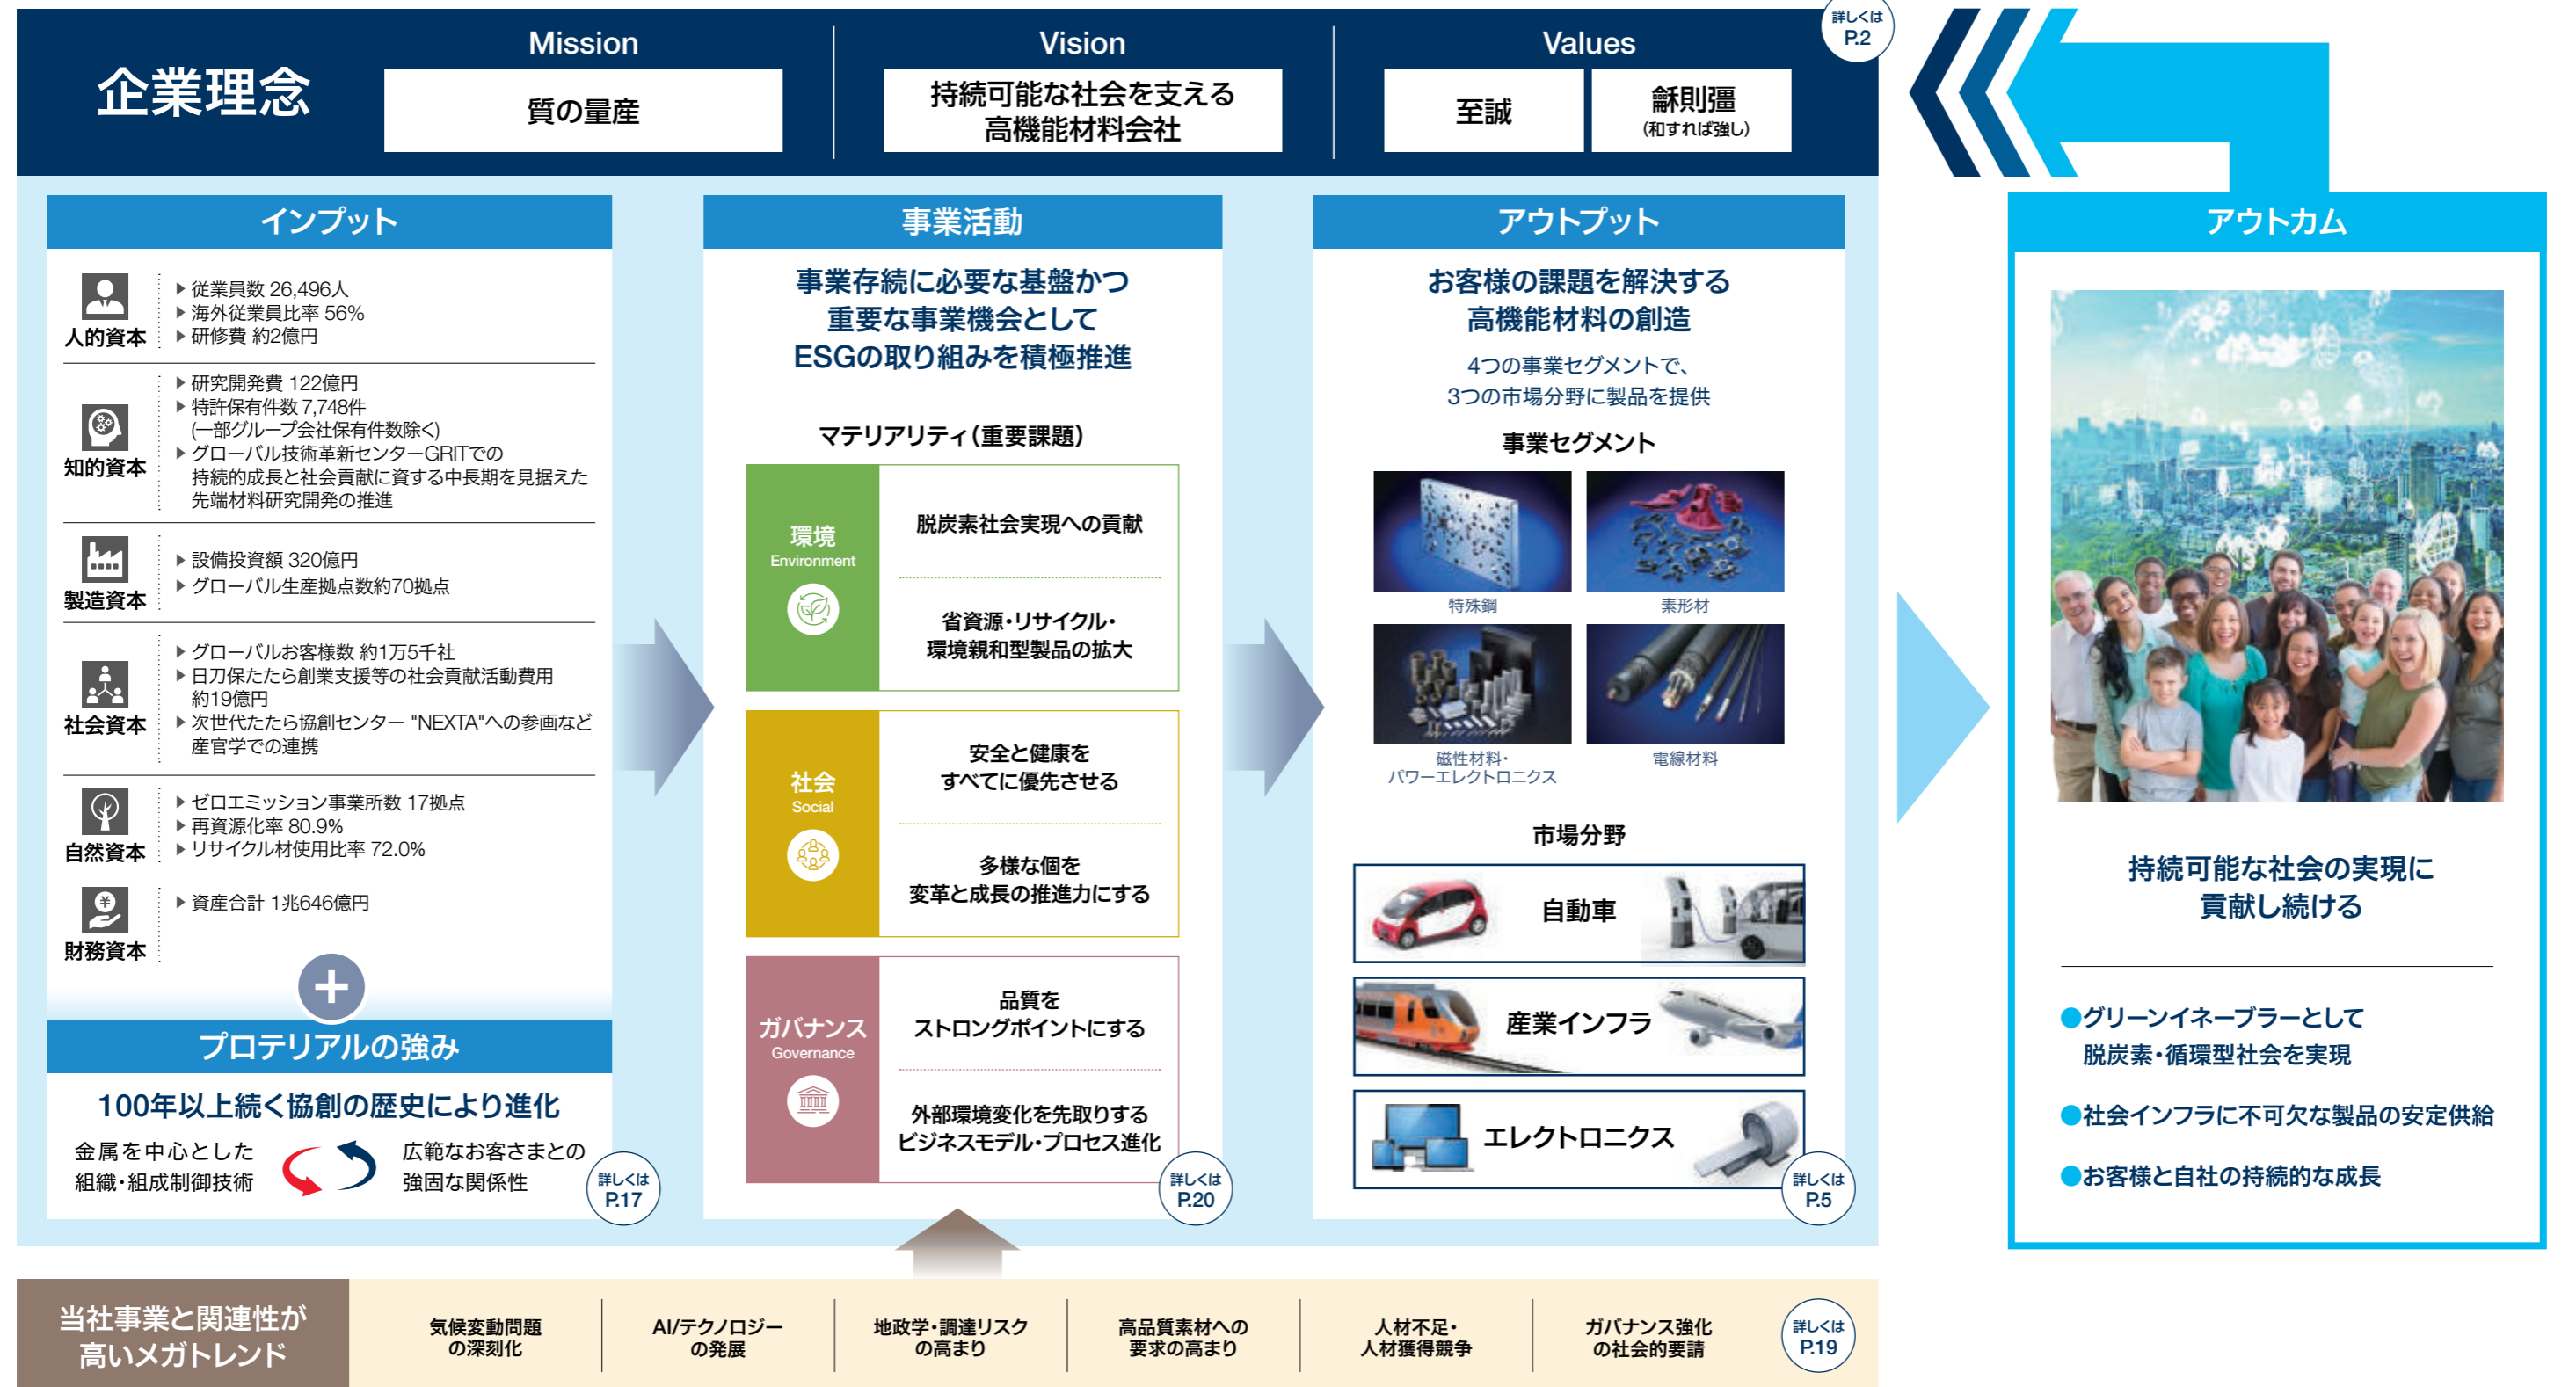 企業理念
Mission
質の量産
Vision
持続可能な社会を支える
高機能材料会社
Values
至誠
龢則彊
(和すれば強し)
詳しくは
P.2
インプット
人的資本
▶従業員数 26,496人
▶海外従業員比率 56%
▶研修費 約2億円
知的資本
▶研究開発費 122億円
▶特許保有件数 7,748件
(一部グループ会社保有件数除く)
▶グローバル技術革新センターGRITでの
持続的成長と社会貢献に資する中長期を見据えた
先端材料研究開発の推進
製造資本
▶設備投資額 320億円
▶グローバル生産拠点数約70拠点
社会資本
▶グローバルお客様数 約1万5千社
▶日刀保たたら創業支援等の社会貢献活動費用
約19億円
▶次世代たたら協創センター "NEXTA"への参画など
産官学での連携
自然資本
▶ゼロエミッション事業所数 17拠点
▶再資源化率 80.9%
▶リサイクル材使用比率 72.0%
財務資本
▶資産合計 1兆646億円
+
プロテリアルの強み
100年以上続く協創の歴史により進化
金属を中心とした
組織・組成制御技術
広範なお客さまとの
強固な関係性
詳しくは
P.17
事業活動
事業存続に必要な基盤かつ
重要な事業機会として
ESGの取り組みを積極推進
マテリアリティ(重要課題)
環境
Environment
脱炭素社会実現への貢献
省資源・リサイクル・
環境親和型製品の拡大
社会
Social
安全と健康を
すべてに優先させる
多様な個を
変革と成長の推進力にする
ガバナンス
Governance
品質を
ストロングポイントにする
外部環境変化を先取りする
ビジネスモデル・プロセス進化
詳しくは
P.20
アウトプット
お客様の課題を解決する
高機能材料の創造
4つの事業セグメントで、
3つの市場分野に製品を提供
事業セグメント
特殊鋼
素形材
磁性材料・
パワーエレクトロニクス
電線材料
市場分野
自動車
産業インフラ
エレクトロニクス
詳しくは
P.5
アウトカム
持続可能な社会の実現に
貢献し続ける
●グリーンイネーブラーとして
脱炭素・循環型社会を実現
●社会インフラに不可欠な製品の安定供給
●お客様と自社の持続的な成長
当社事業と関連性が
高いメガトレンド
気候変動問題
の深刻化
AI/テクノロジー
の発展
地政学・調達リスク
の高まり
高品質素材への
要求の高まり
人材不足・
人材獲得競争
ガバナンス強化
の社会的要請
詳しくは
P.19